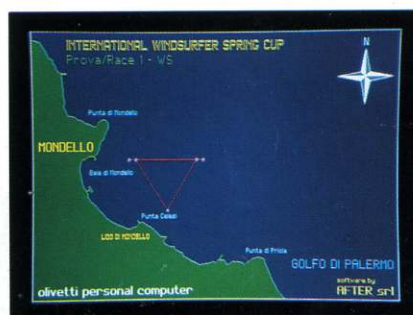 INTERNATIONAL WINDSURFER SPRING CUP
Prova/Race 1 - WS
N
Punta di Mondello
MONDELLO
Baia di Mondello
Punta Celesi
LIDO DI MONDELLO
Punta di Priola
GOLFO DI PALERMO
software by
AFTER srl
olivetti personal computer